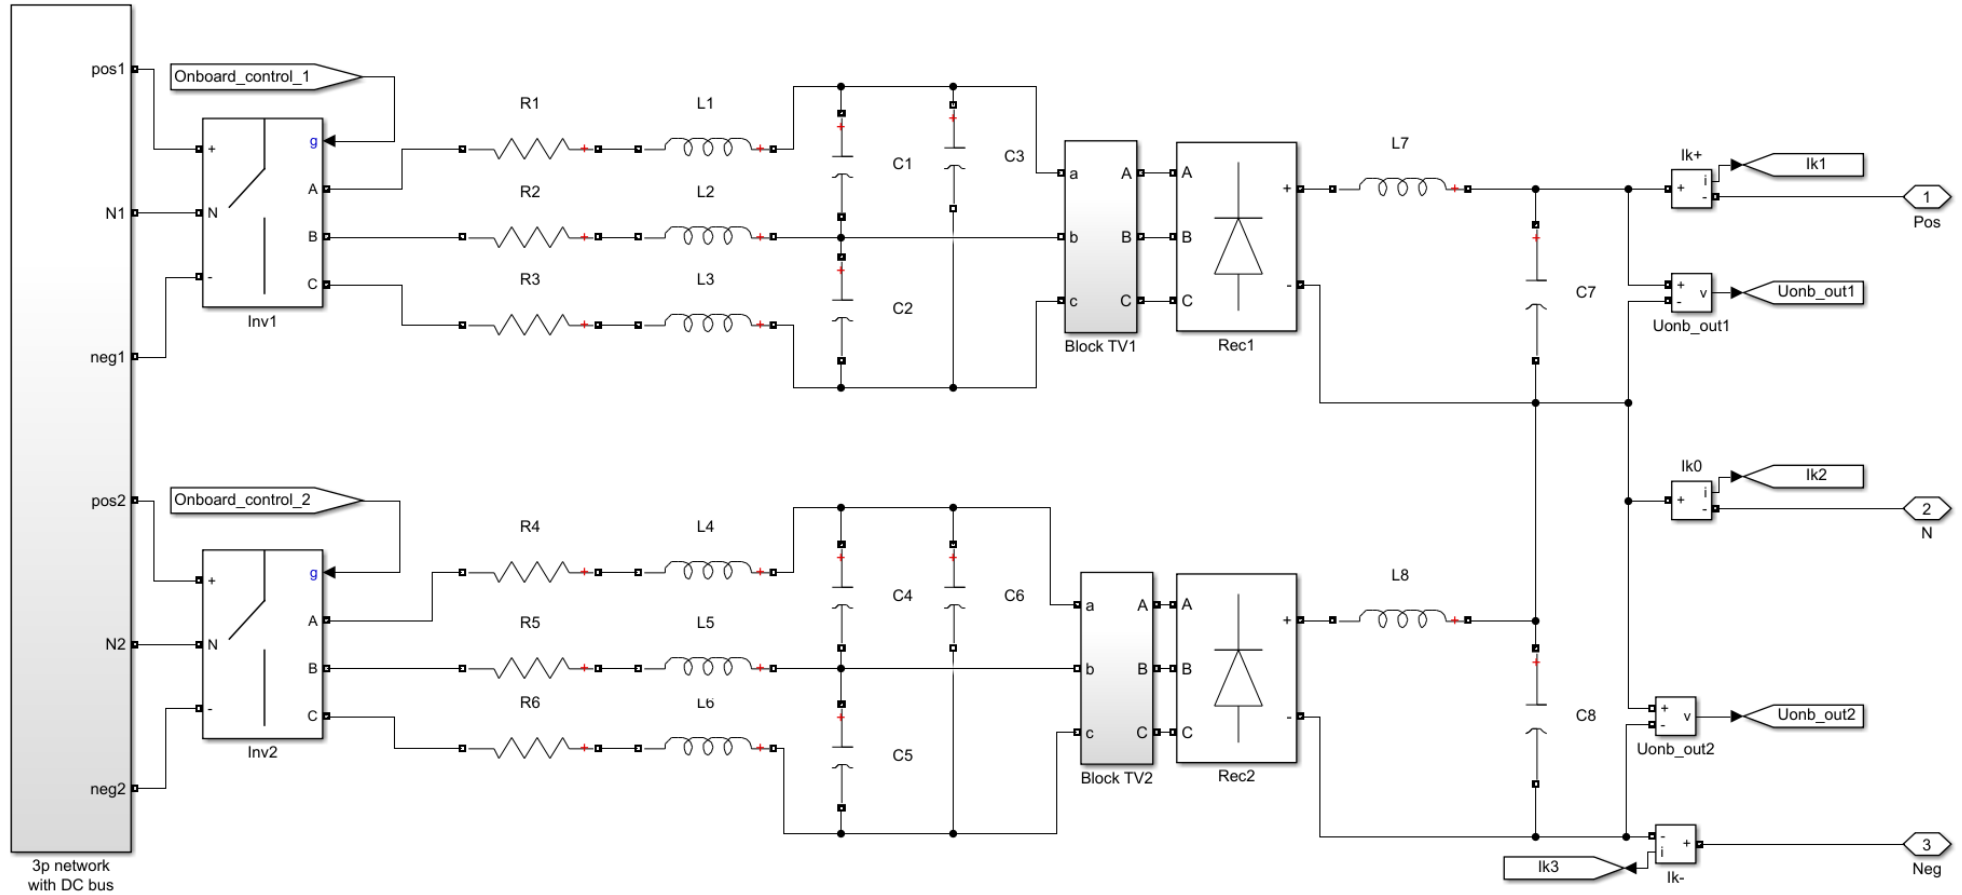 pos1
N1
neg1
pos2
N2
neg2
3p network
with DC bus
Onboard_control_1
g
+
N
-
A
B
C
Inv1
R1
L1
+
+
R2
L2
+
+
R3
L3
+
+
+
C1
+
C2
+
C3
a
b
c
A
B
C
Block TV1
A
B
C
+
-
Rec1
L7
+
+
C7
Ik+
+
i
-
Ik1
1
Pos
+
-
v
Uonb_out1
Uonb_out1
Ik0
+
i
-
Ik2
2
N
Onboard_control_2
g
+
N
-
A
B
C
Inv2
R4
L4
+
+
R5
L5
+
+
R6
L6
+
+
+
C4
+
C5
+
C6
a
b
c
A
B
C
Block TV2
A
B
C
+
-
Rec2
L8
+
+
C8
+
-
v
Uonb_out2
Uonb_out2
-
i
+
Ik-
Ik3
3
Neg